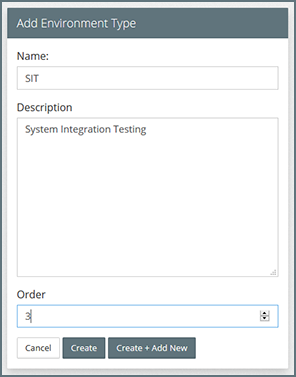 Add Environment Type
Name:
SIT
Description
System Integration Testing
Order
3
Cancel Create Create + Add New